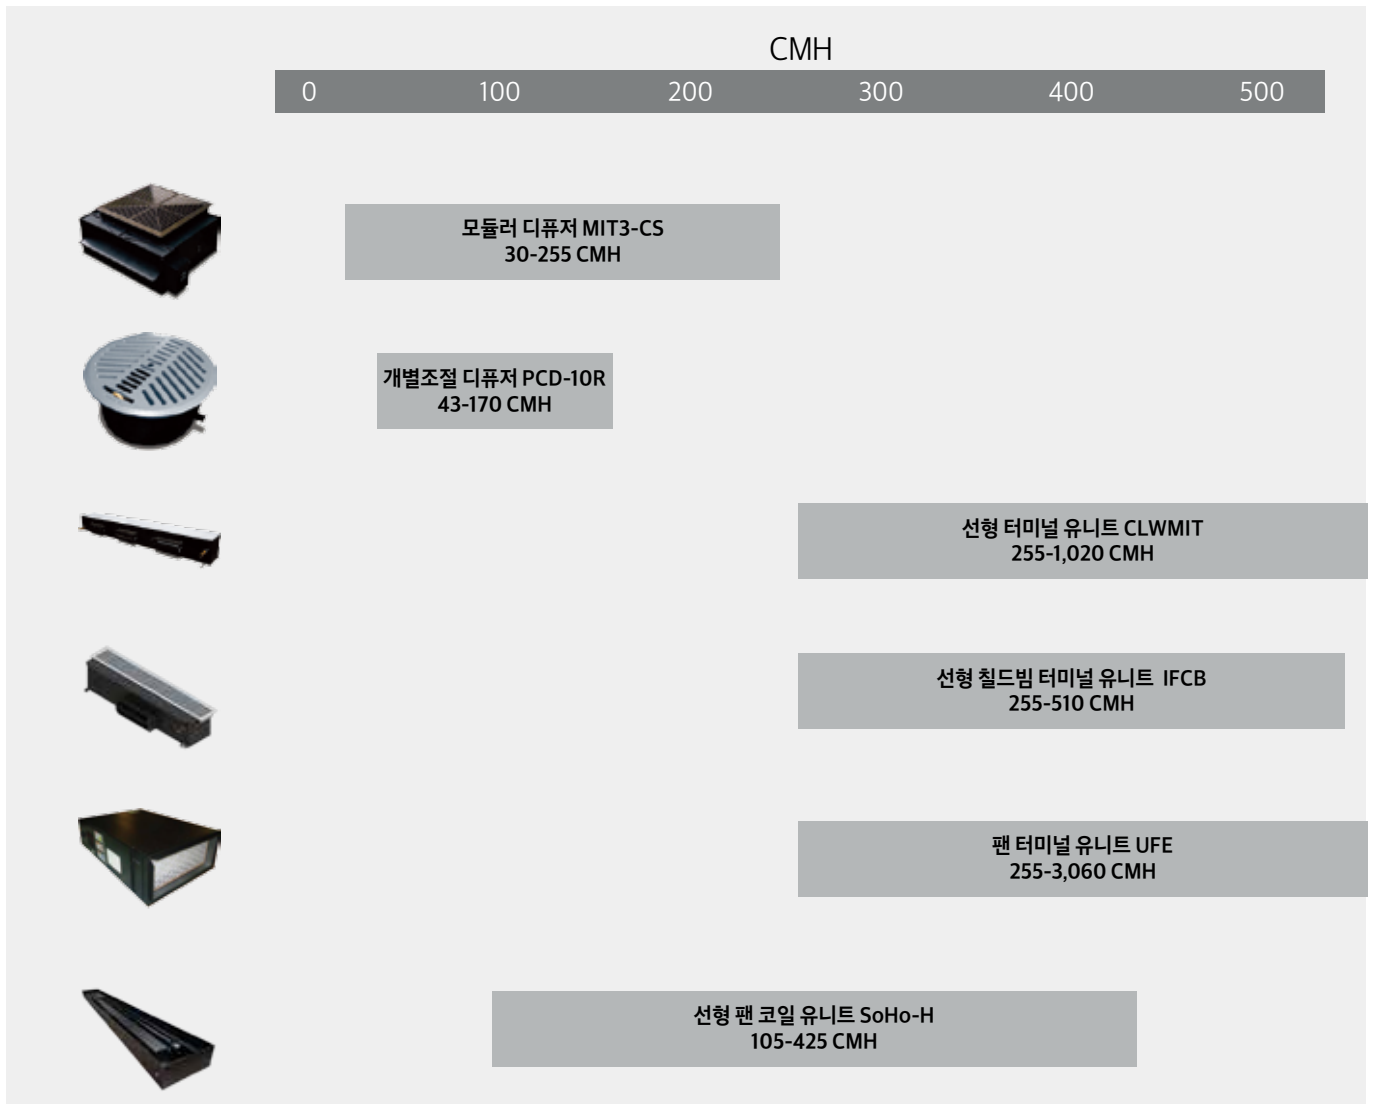 CMH
0 100 200 300 400 500
모듈러 디퓨저 MIT3-CS
30-255 CMH
개별조절 디퓨저 PCD-10R
43-170 CMH
선형 터미널 유니트 CLWMIT
255-1,020 CMH
선형 칠드빔 터미널 유니트 IFCB
255-510 CMH
팬 터미널 유니트 UFE
255-3,060 CMH
선형 팬 코일 유니트 SoHo-H
105-425 CMH